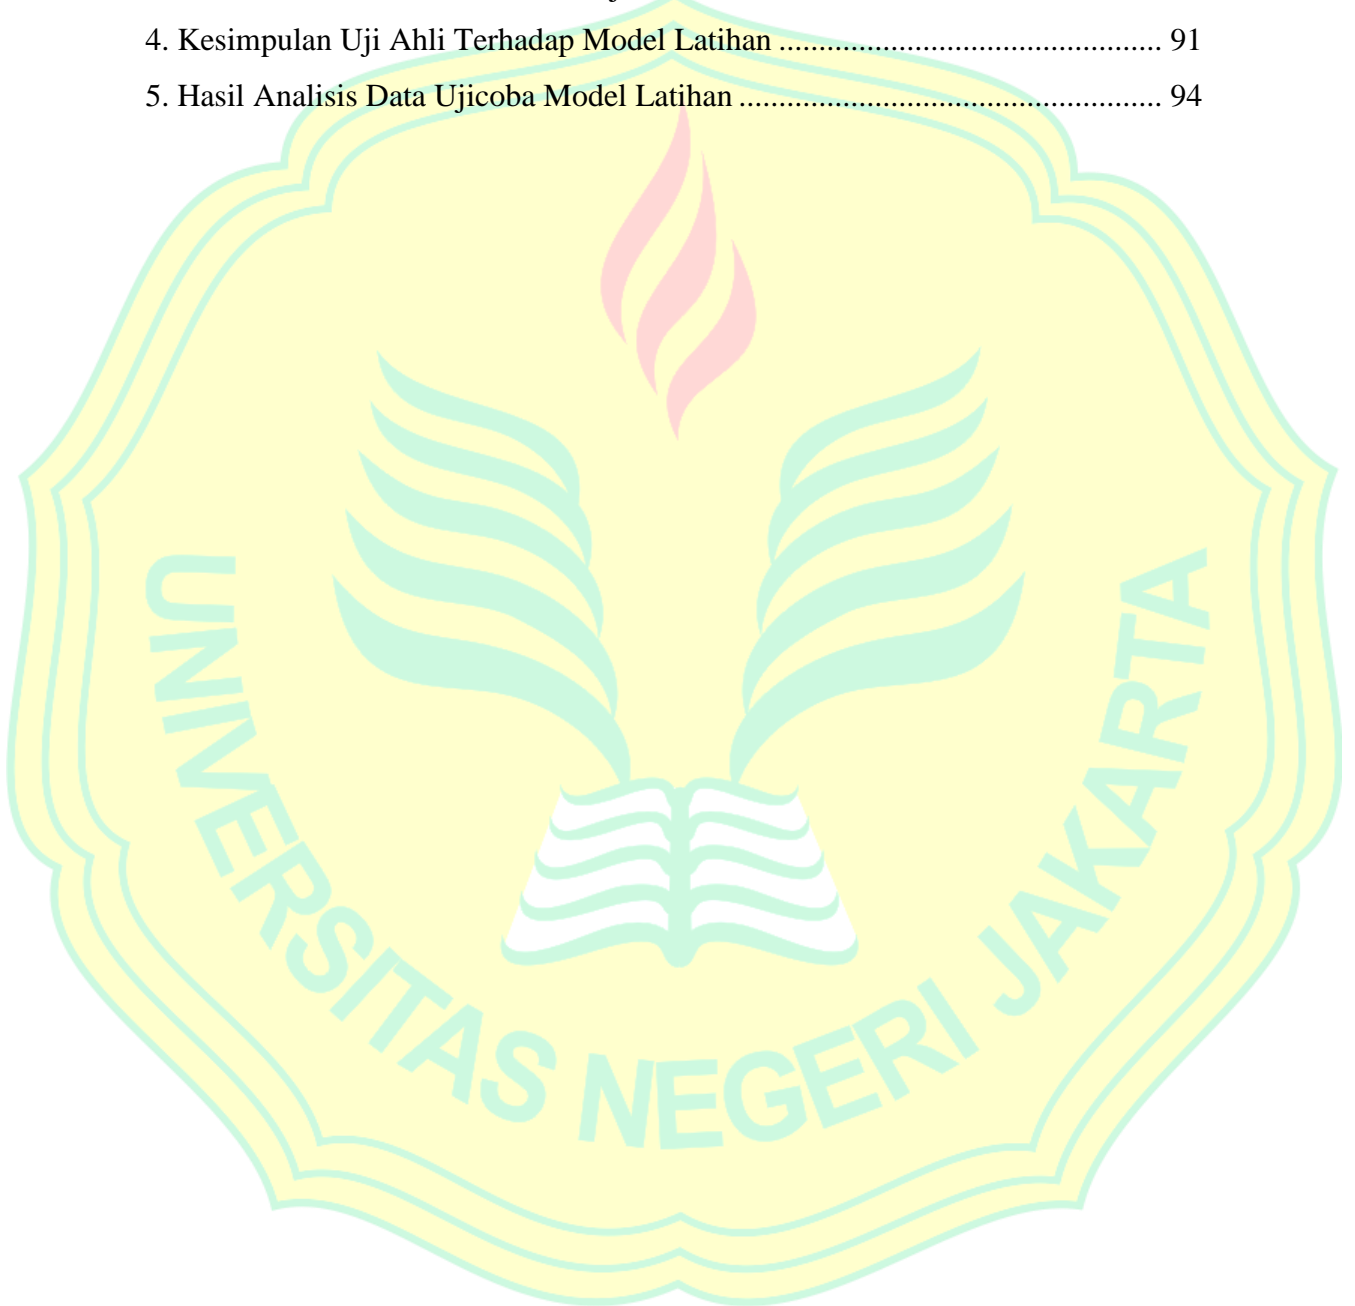 4. Kesimpulan Uji Ahli Terhadap Model Latihan ................................................ 91
5. Hasil Analisis Data Ujicoba Model Latihan ..................................................... 94
UNIVERSITAS NEGERI JAKARTA